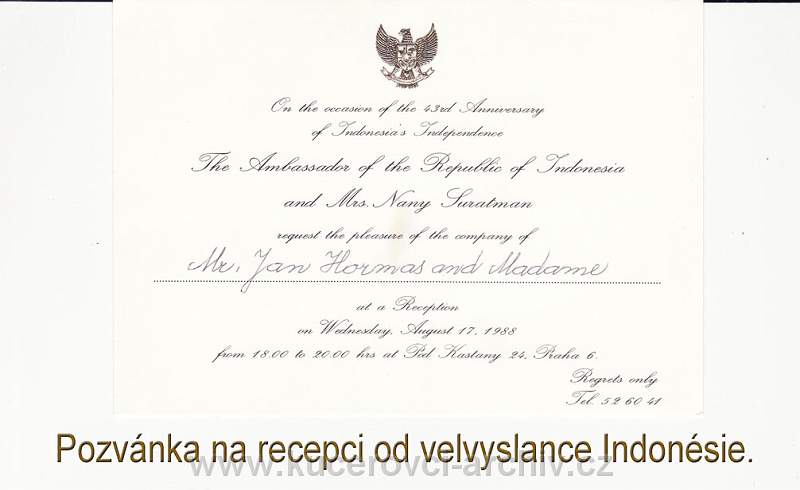 On the occasion of the 43rd Anniversary
of Indonesia's Independence
The Ambassador of the Republic of Indonesia
and Mrs. Nany Suratman
request the pleasure of the company of
Mr. Jan Hormas and Madame
at a Reception
on Wednesday, August 17, 1988
from 18.00 to 20.00 hrs at Pod Kastany 24, Praha 6.
Regrets only
Tel. 52 60 41
Pozvánka na recepci od velvyslance Indonésie.
www.kucerovci-archiv.cz